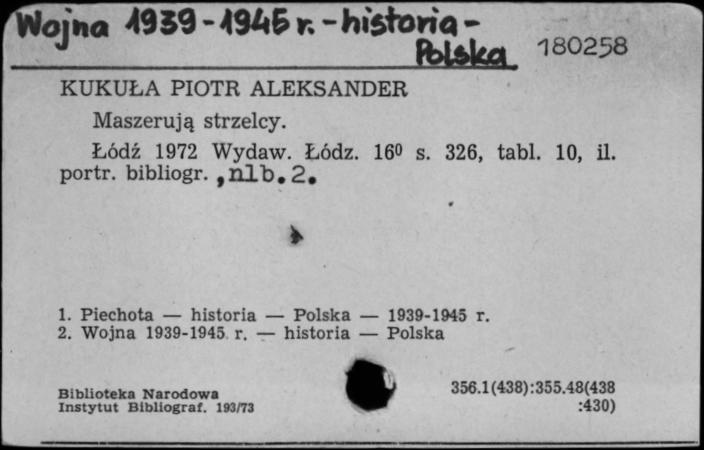 Wojna 1939-1945 r. - historia -
Polska 180258
KUKUŁA PIOTR ALEKSANDER
Maszerują strzelcy.
Łódź 1972 Wydaw. Łódz. 16⁰ s. 326, tabl. 10, il.
portr. bibliogr. ,nlb.2.
1. Piechota — historia — Polska — 1939-1945 r.
2. Wojna 1939-1945 r. — historia — Polska
Biblioteka Narodowa 356.1(438):355.48(438
Instytut Bibliograf. 193/73 :430)